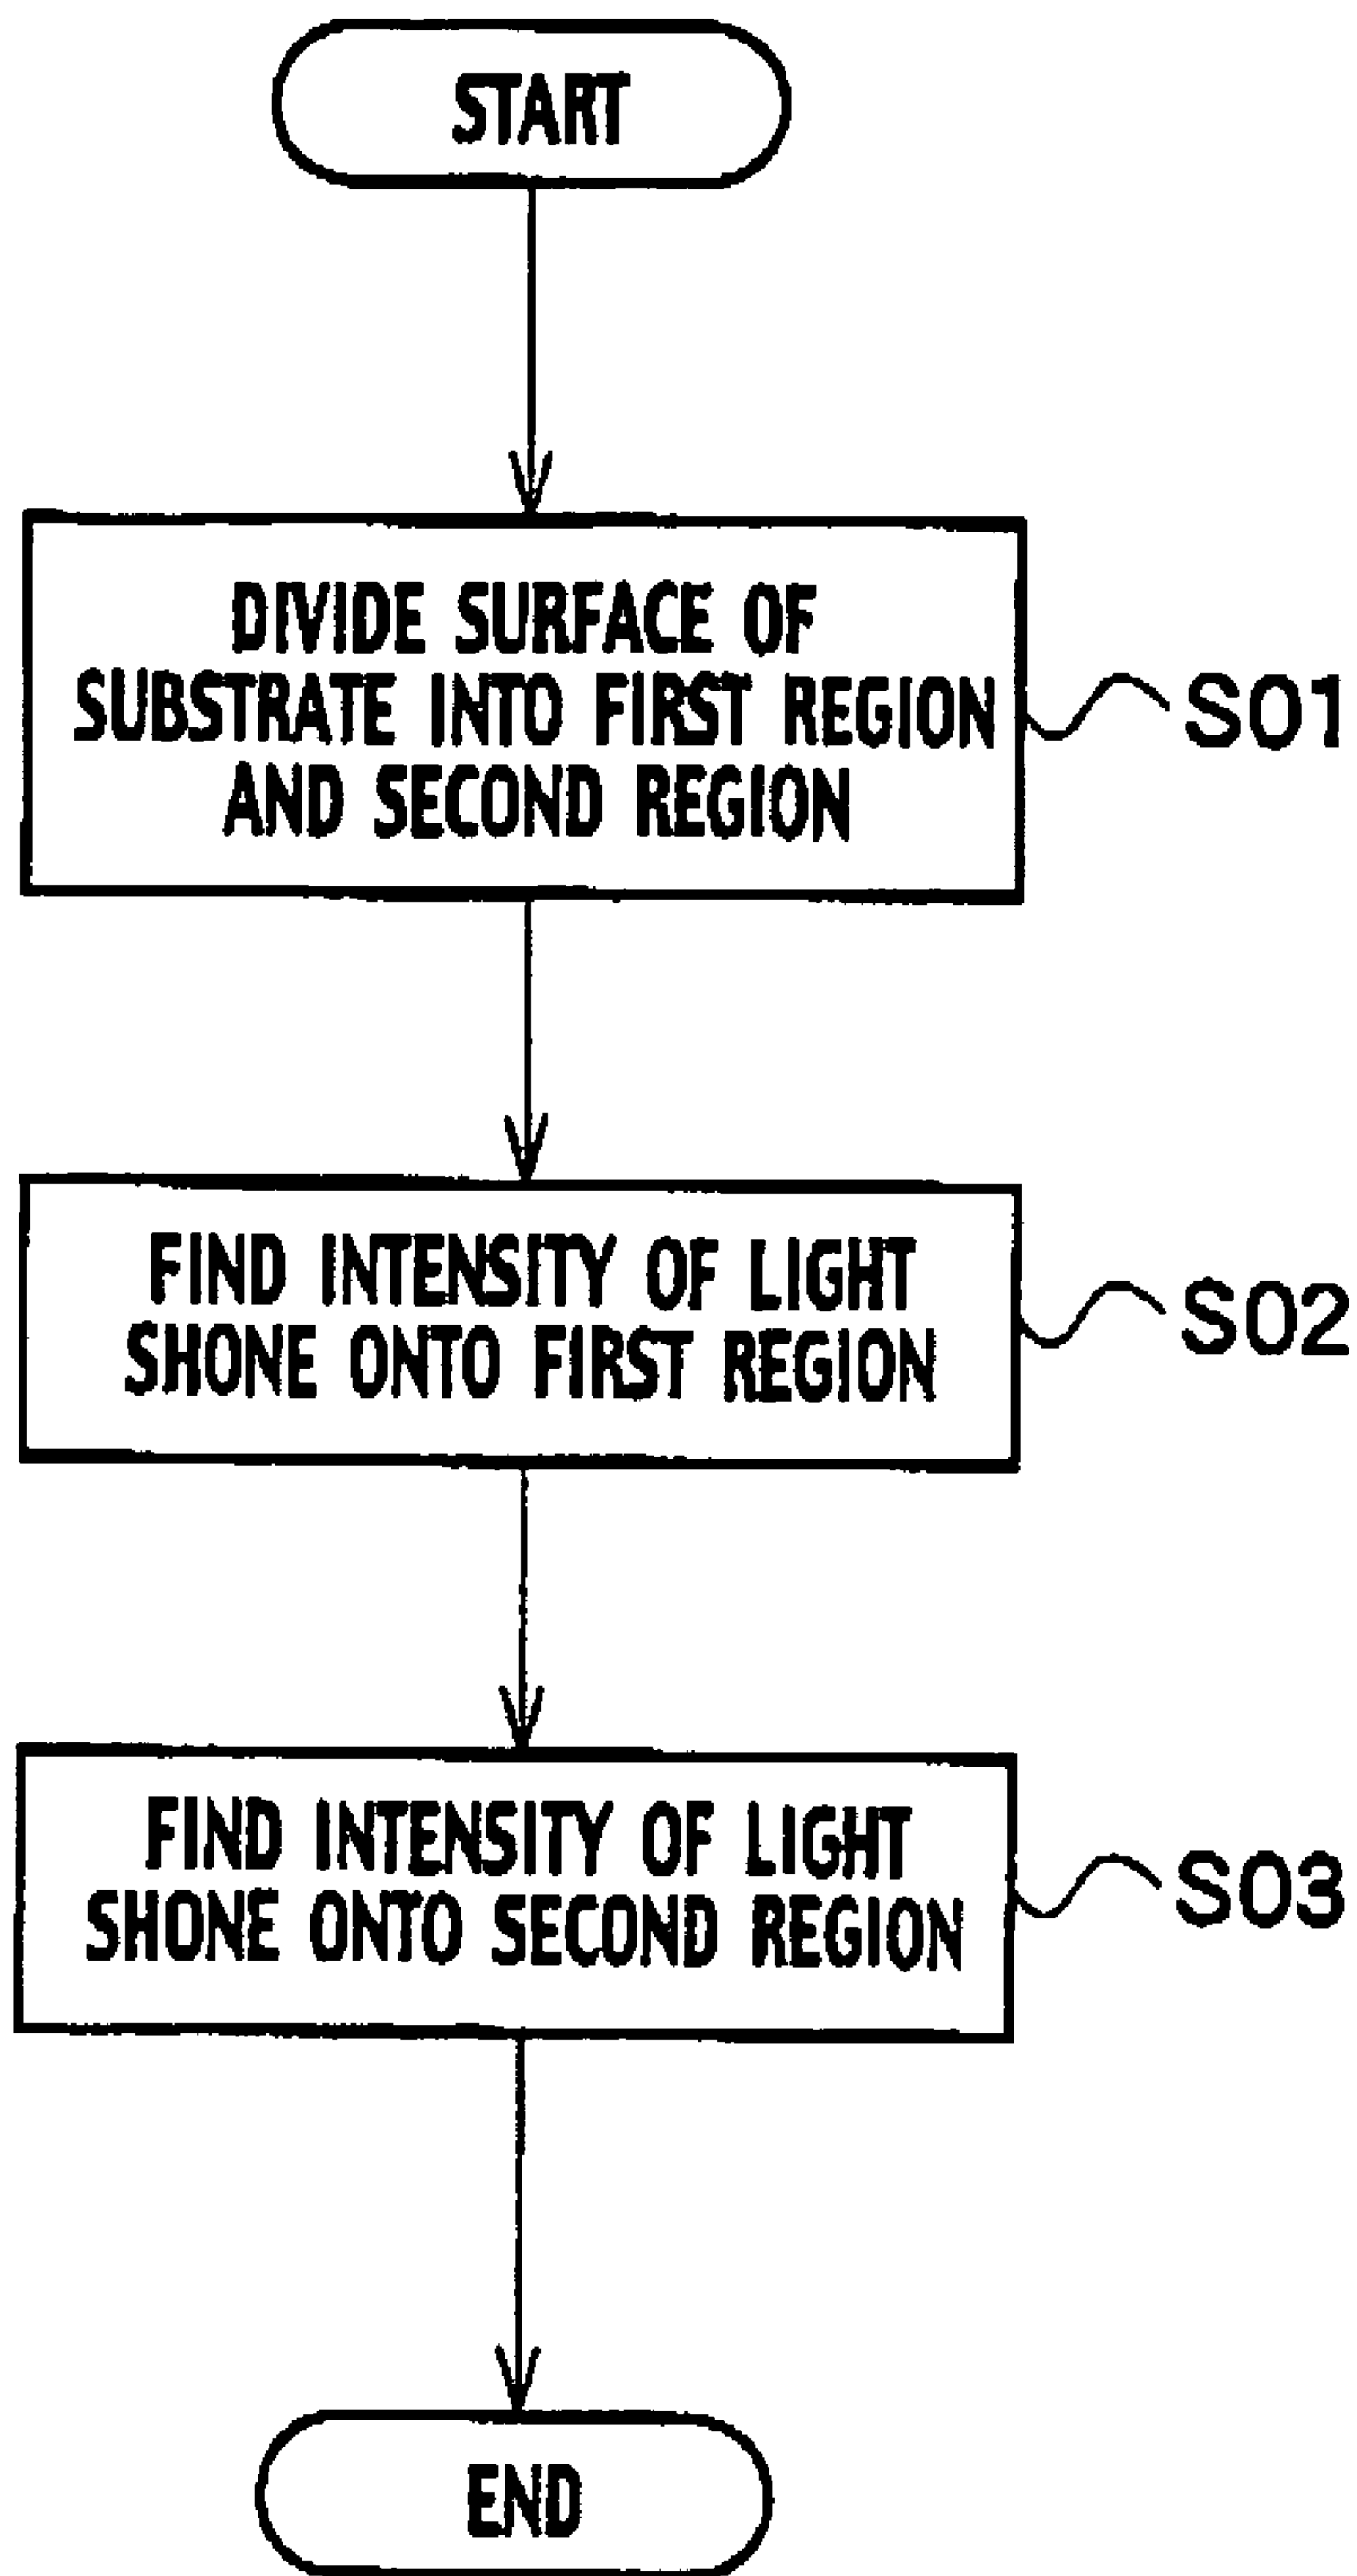 START
DIVIDE SURFACE OF
SUBSTRATE INTO FIRST REGION
AND SECOND REGION
S01
FIND INTENSITY OF LIGHT
SHONE ONTO FIRST REGION
S02
FIND INTENSITY OF LIGHT
SHONE ONTO SECOND REGION
S03
END